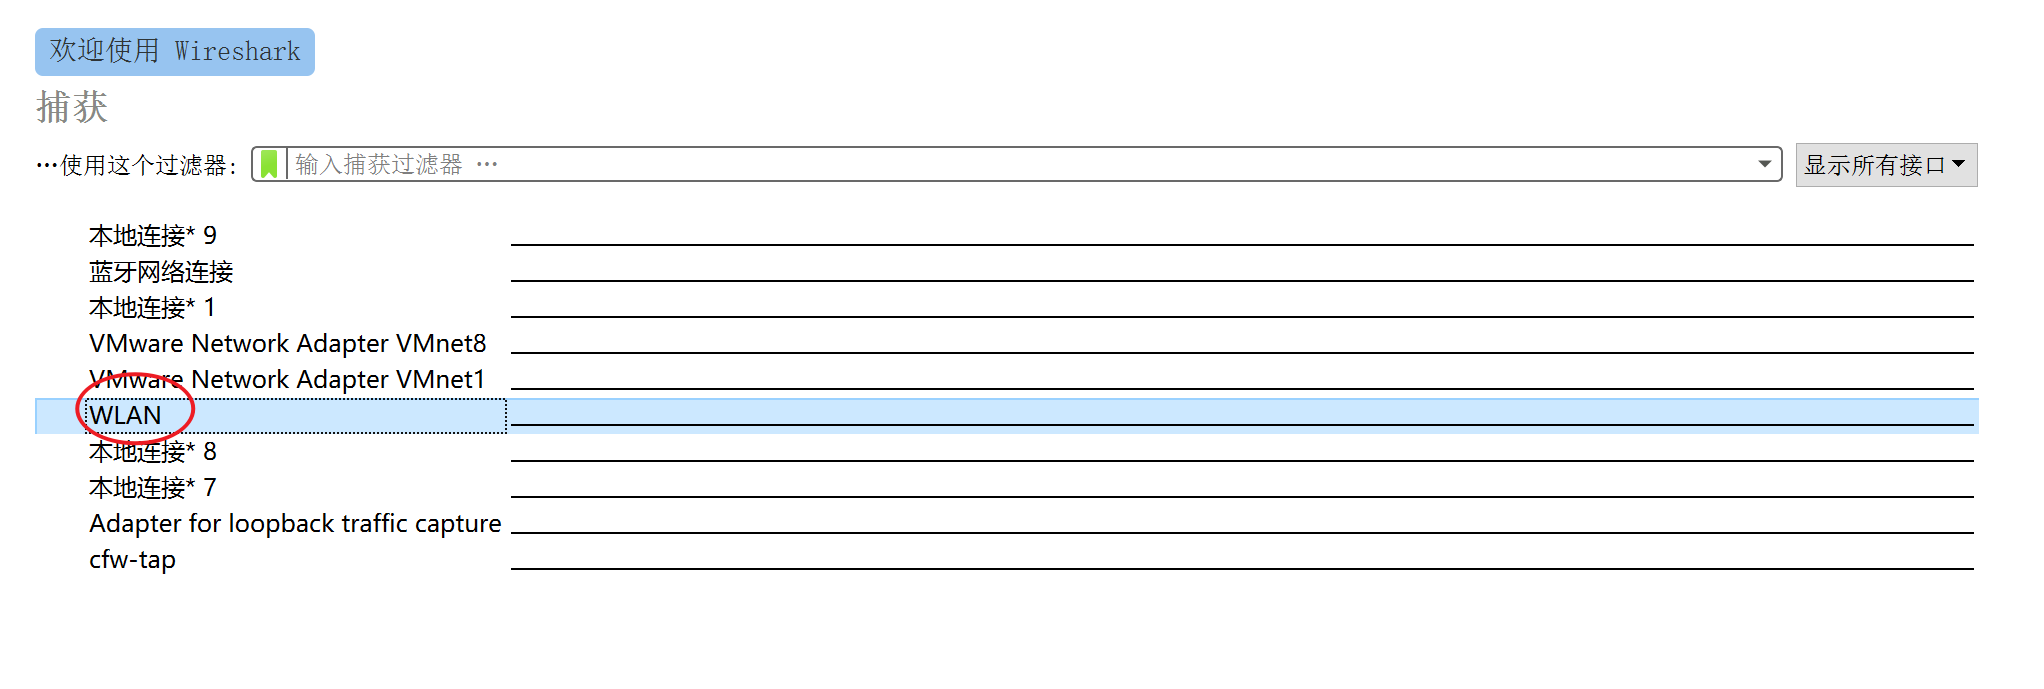 欢迎使用 Wireshark
捕获
…使用这个过滤器: 输入捕获过滤器 … 显示所有接口
本地连接* 9
蓝牙网络连接
本地连接* 1
VMware Network Adapter VMnet8
VMware Network Adapter VMnet1
WLAN
本地连接* 8
本地连接* 7
Adapter for loopback traffic capture
cfw-tap